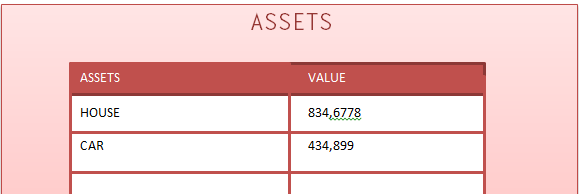 ASSETS
ASSETS VALUE
HOUSE 834,6778
CAR 434,899